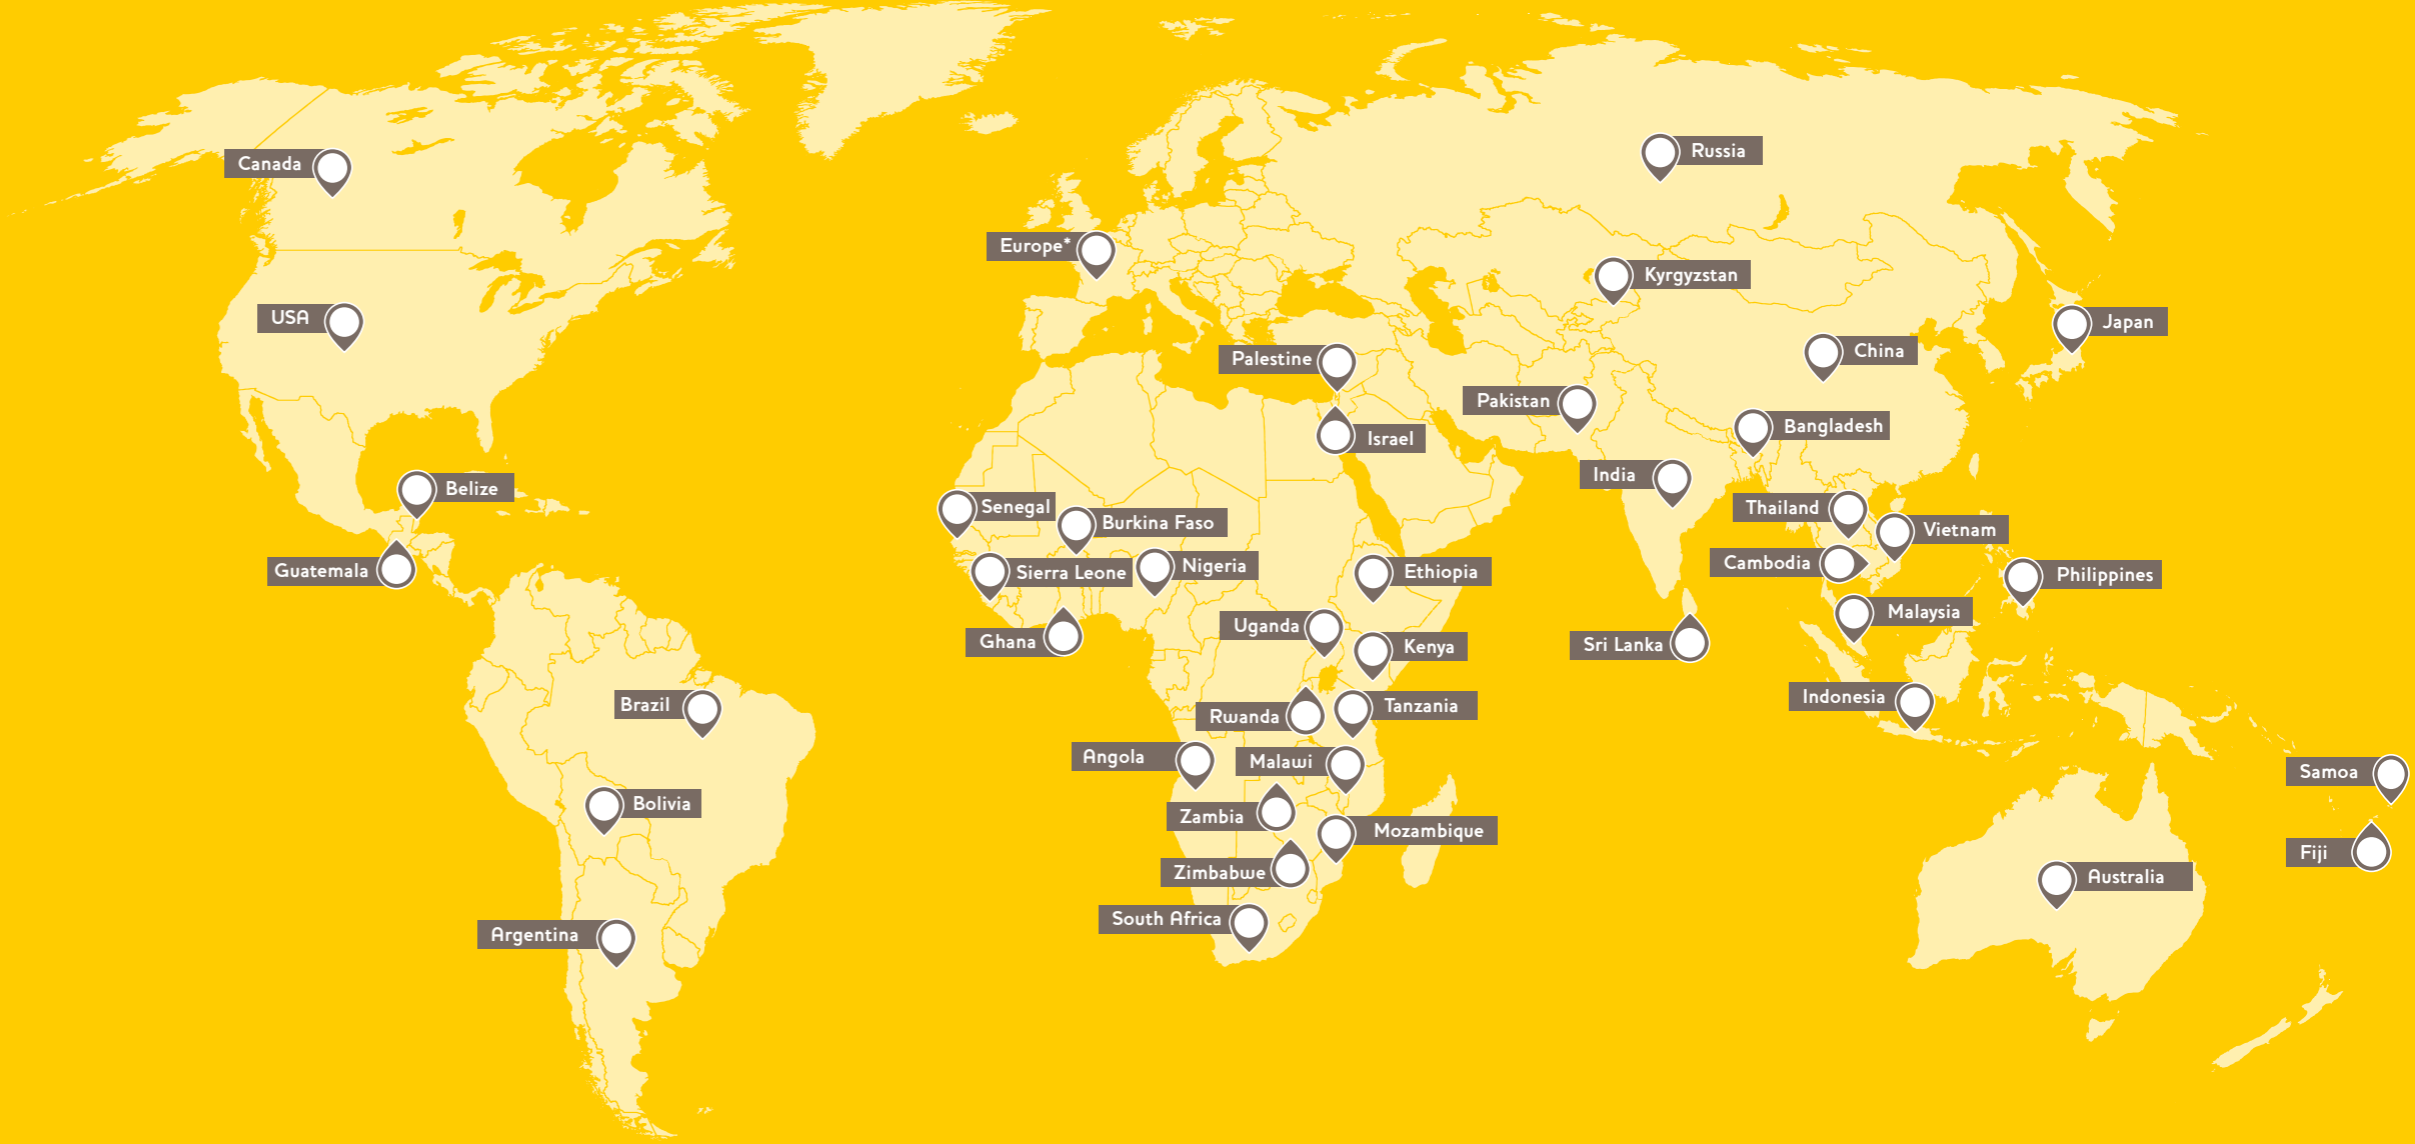 Canada
Russia
Europe*
Kyrgyzstan
USA
Japan
Palestine
China
Pakistan
Bangladesh
Israel
India
Belize
Senegal
Burkina Faso
Thailand
Vietnam
Guatemala
Sierra Leone
Nigeria
Ethiopia
Cambodia
Philippines
Ghana
Uganda
Kenya
Sri Lanka
Malaysia
Brazil
Rwanda
Tanzania
Indonesia
Angola
Malawi
Samoa
Bolivia
Zambia
Mozambique
Fiji
Zimbabwe
Australia
South Africa
Argentina